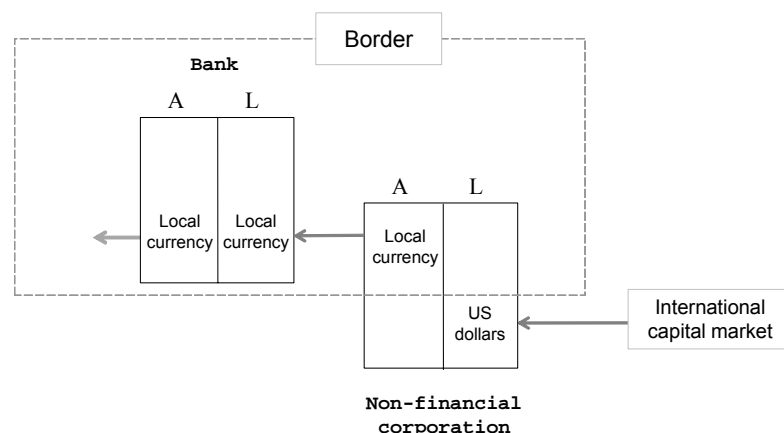 Border
Bank
A L
A L
Local
currency
Local
currency
Local
currency
US
dollars
International
capital market
Non-financial
corporation